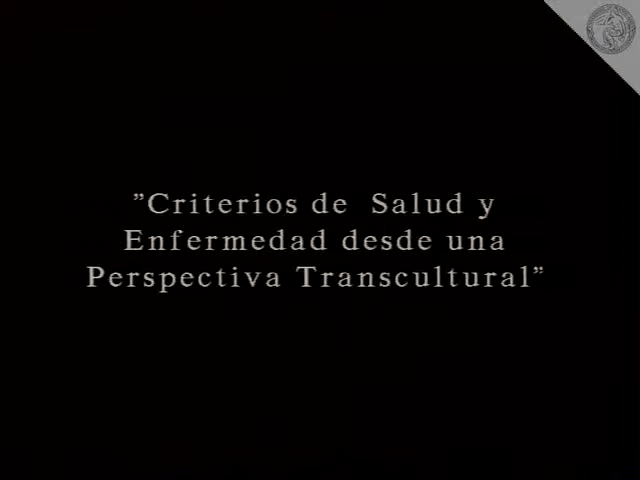 ”Criterios de Salud y
Enfermedad desde una
Perspectiva Transcultural”